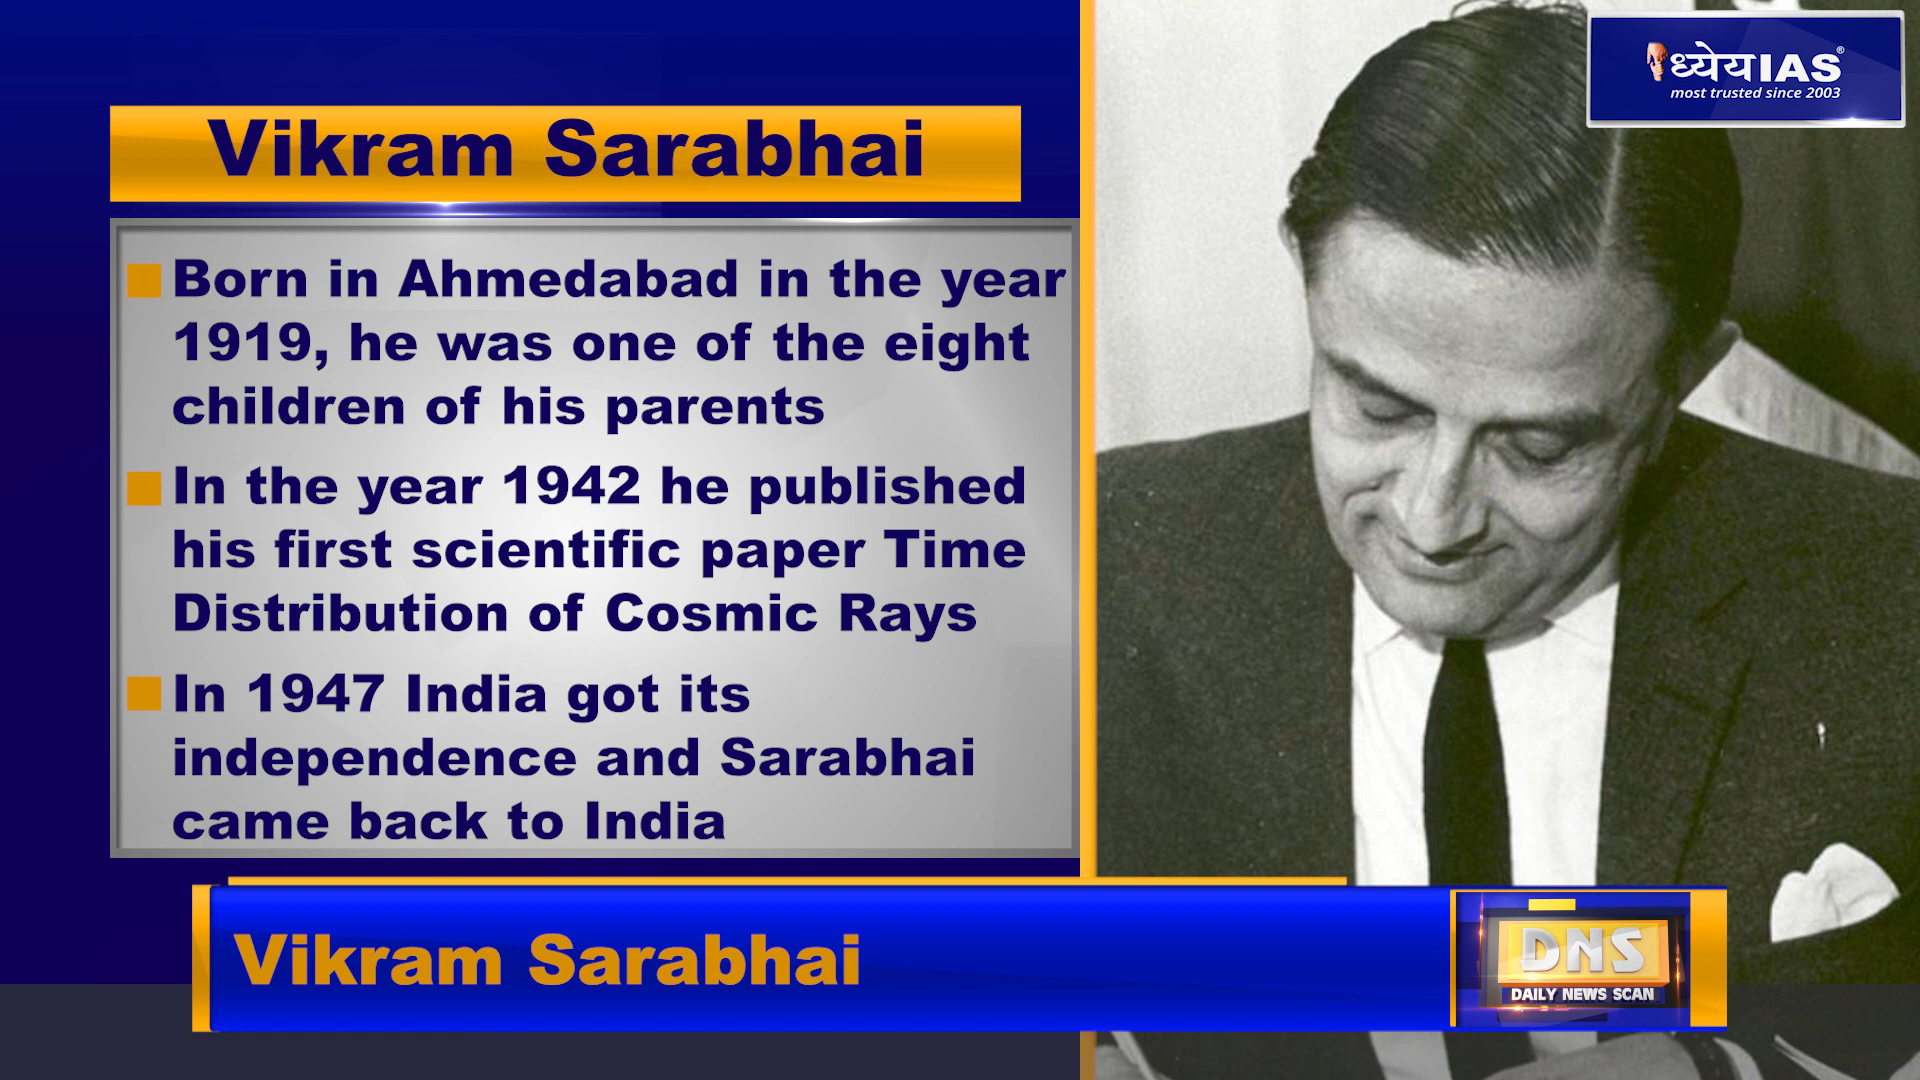 ध्येय IAS®
most trusted since 2003
Vikram Sarabhai
Born in Ahmedabad in the year
1919, he was one of the eight
children of his parents
In the year 1942 he published
his first scientific paper Time
Distribution of Cosmic Rays
In 1947 India got its
independence and Sarabhai
came back to India
Vikram Sarabhai
DNS
DAILY NEWS SCAN